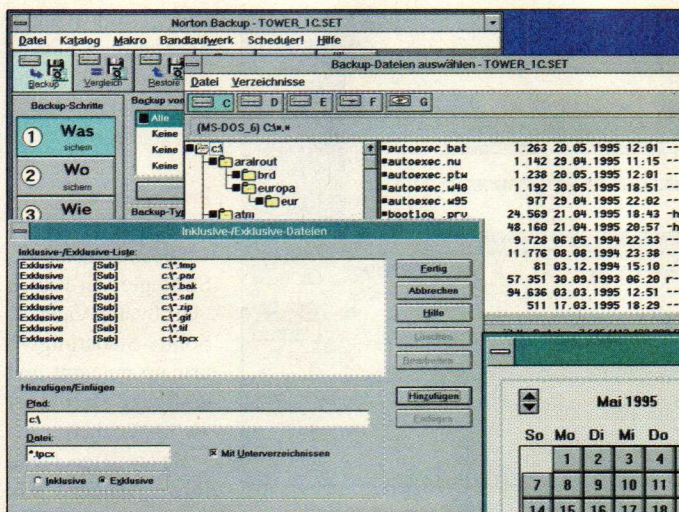 Norton Backup - TOWER_1C.SET
Datei Katalog Makro Bandlaufwerk Scheduler! Hilfe
Backup Vergleich Restore
Backup-Schritte
1 Was
sichern
2 Wo
sichern
3 Wie
Backup von
Alle
Keine
Keine
Keine
Backup-Typ
Backup-Dateien auswählen - TOWER_1C.SET
Datei Verzeichnisse
C D E F G
(MS-DOS_6) C:\*.*
c:\
aralrout
brd
europa
eur
atm
autoexec.bat 1.263 20.05.1995 12:01 --
autoexec.nu 1.142 29.04.1995 11:15 --
autoexec.ptw 1.238 20.05.1995 12:01 --
autoexec.w40 1.192 30.05.1995 18:51 --
autoexec.w95 977 29.04.1995 22:02 --
bootlog .prv 24.569 21.04.1995 18:43 -h
48.160 21.04.1995 20:57 -h
9.728 06.05.1994 22:33 --
11.776 08.08.1994 23:38 --
81 03.12.1994 15:10 --
57.351 30.09.1993 06:20 r-
94.636 03.03.1995 12:51 --
511 17.03.1995 18:29 --
Inklusive-/Exklusive-Dateien
Inklusive-/Exklusive-Liste:
Exklusive [Sub] c:\*.tmp
Exklusive [Sub] c:\*.par
Exklusive [Sub] c:\*.bak
Exklusive [Sub] c:\*.saf
Exklusive [Sub] c:\*.zip
Exklusive [Sub] c:\*.gif
Exklusive [Sub] c:\*.tif
Exklusive [Sub] c:\*.tpcx
Fertig
Abbrechen
Hilfe
Löschen
Bearbeiten
Hinzufügen/Einfügen
Pfad:
c:\
Datei:
*.tpcx
Mit Unterverzeichnissen
Inklusive Exklusive
Hinzufügen
Einfügen
Mai 1995
So Mo Di Mi Do
1 2 3 4
7 8 9 10 11
14 15 16 17 18